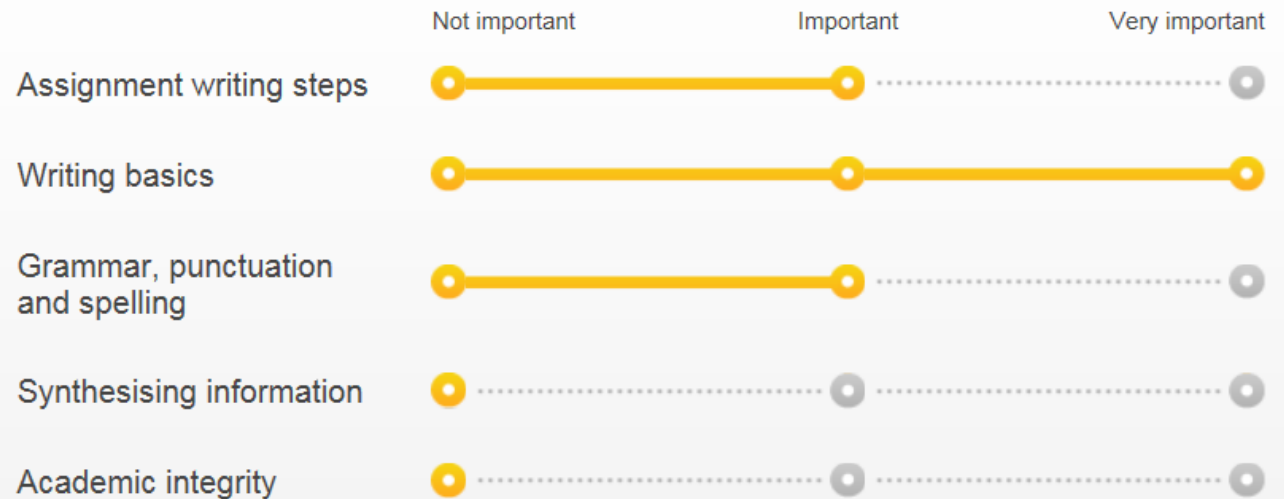 Not important Important Very important
Assignment writing steps
Writing basics
Grammar, punctuation
and spelling
Synthesising information
Academic integrity